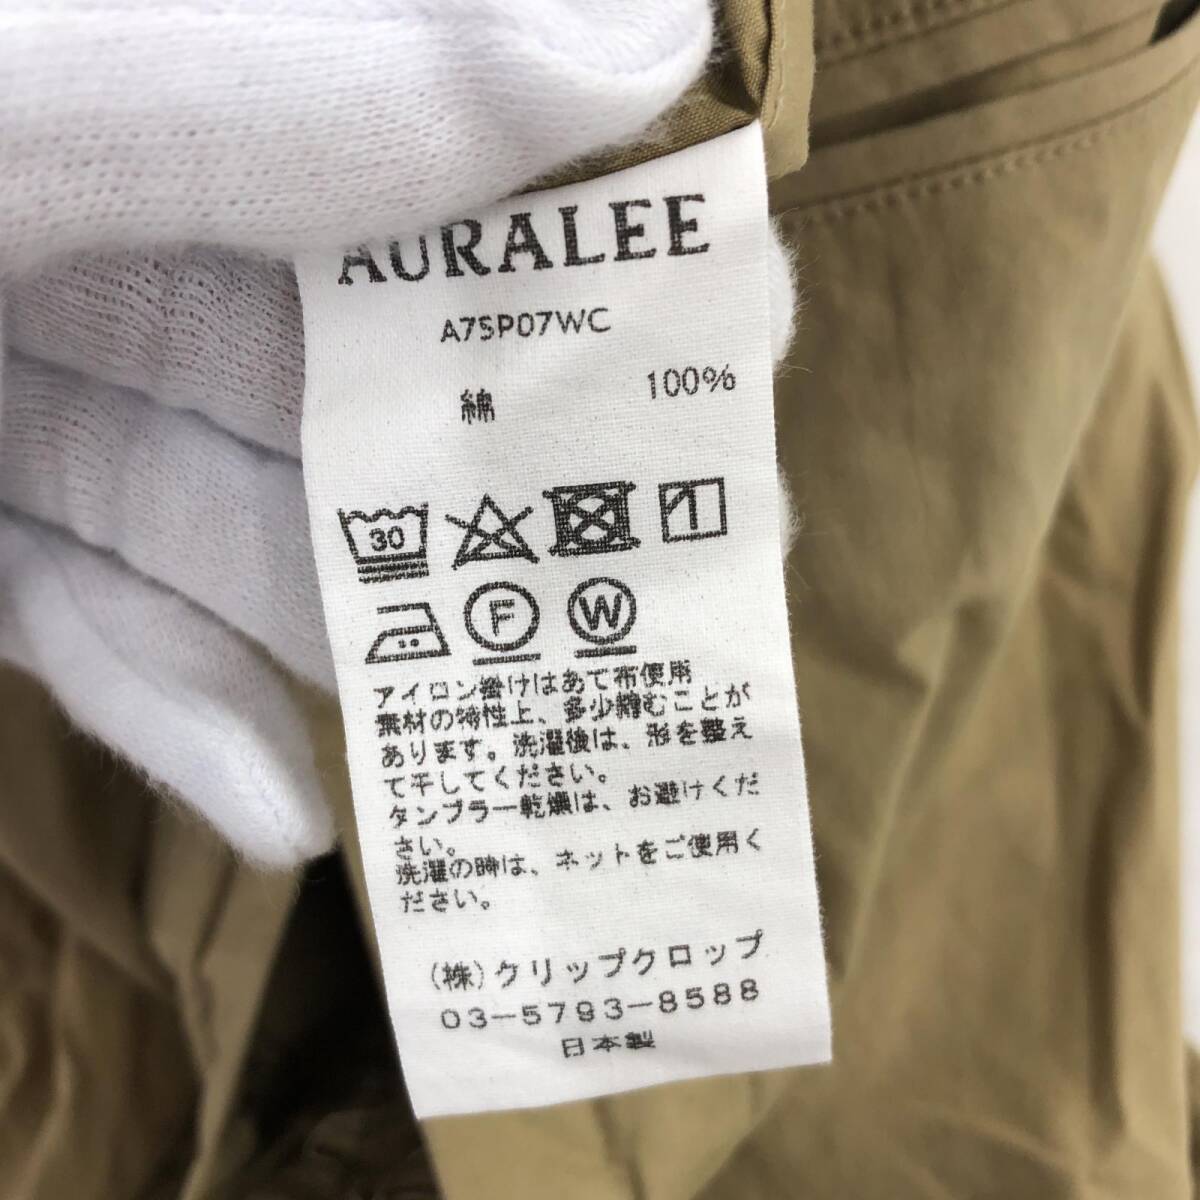 AURALEE
A7SP07WC
綿 100%
30
F W
アイロン掛けはあて布使用
素材の特性上、多少縮むことが
あります。洗濯後は、形を整え
て干してください。
タンブラー乾燥は、お避けくだ
さい。
洗濯の時は、ネットをご使用く
ださい。
(株)クリップクロップ
03-5793-8588
日本製